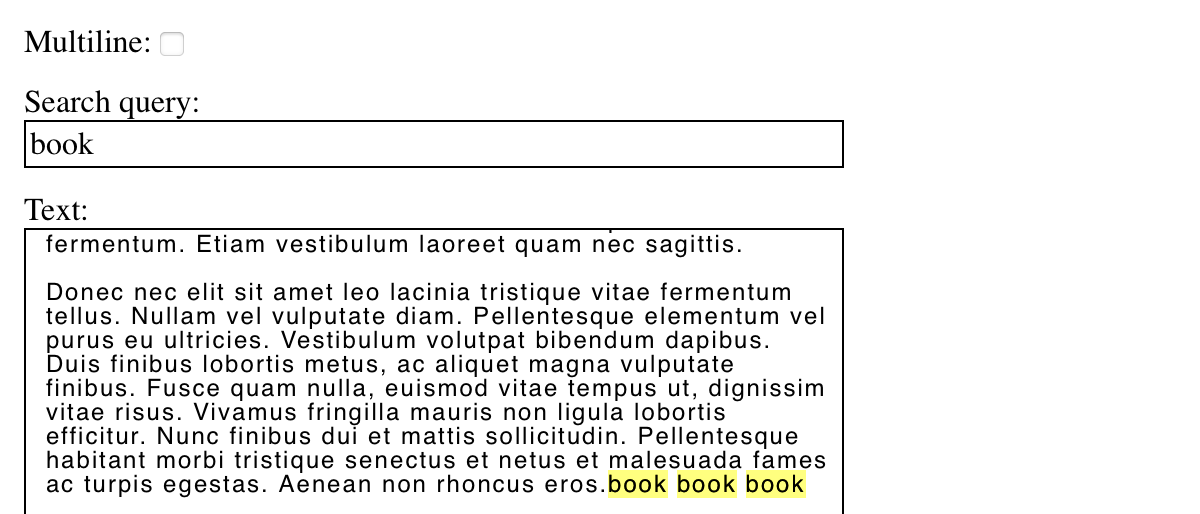 Multiline:
Search query:
book
Text:
fermentum. Etiam vestibulum laoreet quam nec sagittis.
Donec nec elit sit amet leo lacinia tristique vitae fermentum
tellus. Nullam vel vulputate diam. Pellentesque elementum vel
purus eu ultricies. Vestibulum volutpat bibendum dapibus.
Duis finibus lobortis metus, ac aliquet magna vulputate
finibus. Fusce quam nulla, euismod vitae tempus ut, dignissim
vitae risus. Vivamus fringilla mauris non ligula lobortis
efficitur. Nunc finibus dui et mattis sollicitudin. Pellentesque
habitant morbi tristique senectus et netus et malesuada fames
ac turpis egestas. Aenean non rhoncus eros.book book book